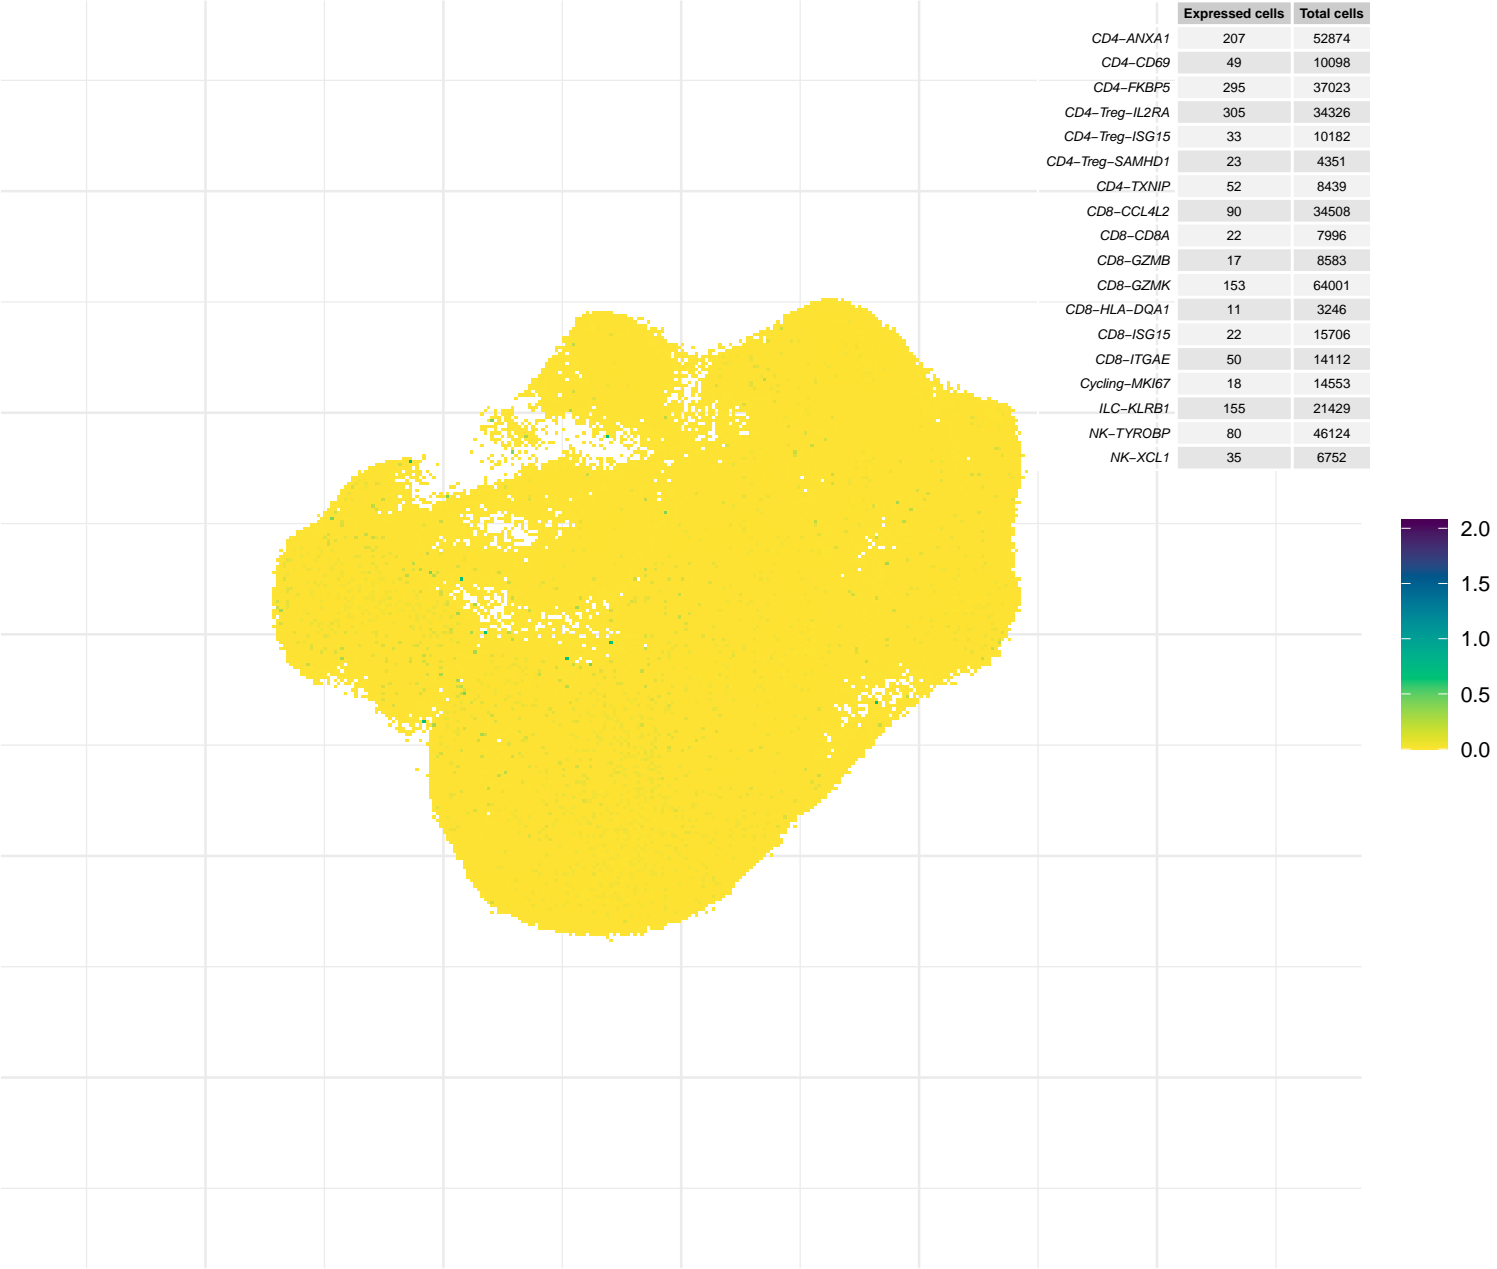 Expressed cells Total cells
CD4−ANXA1 207 52874
CD4−CD69 49 10098
CD4−FKBP5 295 37023
CD4−Treg−IL2RA 305 34326
CD4−Treg−ISG15 33 10182
CD4−Treg−SAMHD1 23 4351
CD4−TXNIP 52 8439
CD8−CCL4L2 90 34508
CD8−CD8A 22 7996
CD8−GZMB 17 8583
CD8−GZMK 153 64001
CD8−HLA−DQA1 11 3246
CD8−ISG15 22 15706
CD8−ITGAE 50 14112
Cycling−MKI67 18 14553
ILC−KLRB1 155 21429
NK−TYROBP 80 46124
NK−XCL1 35 6752
2.0
1.5
1.0
0.5
0.0